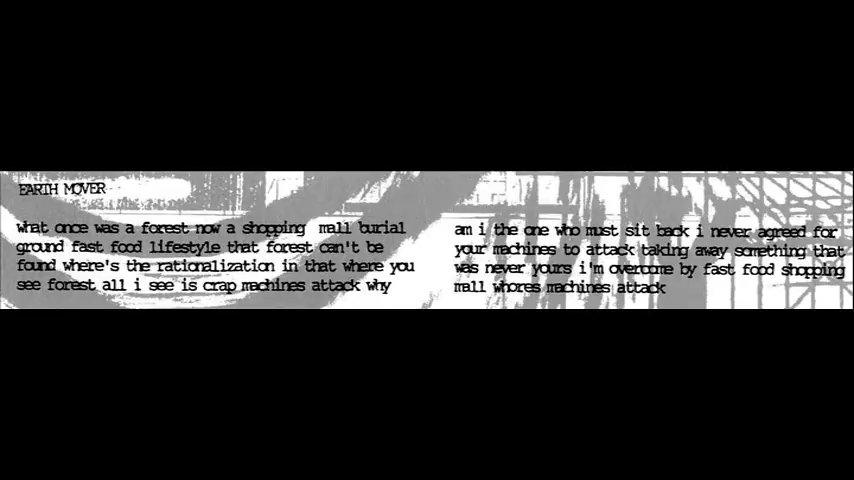 EARTH MOVER
what once was a forest now a shopping mall burial
ground fast food lifestyle that forest can't be
found where's the rationalization in that where you
see forest all i see is crap machines attack why
am i the one who must sit back i never agreed for
your machines to attack taking away something that
was never yours i'm overcome by fast food shopping
mall whores machines attack